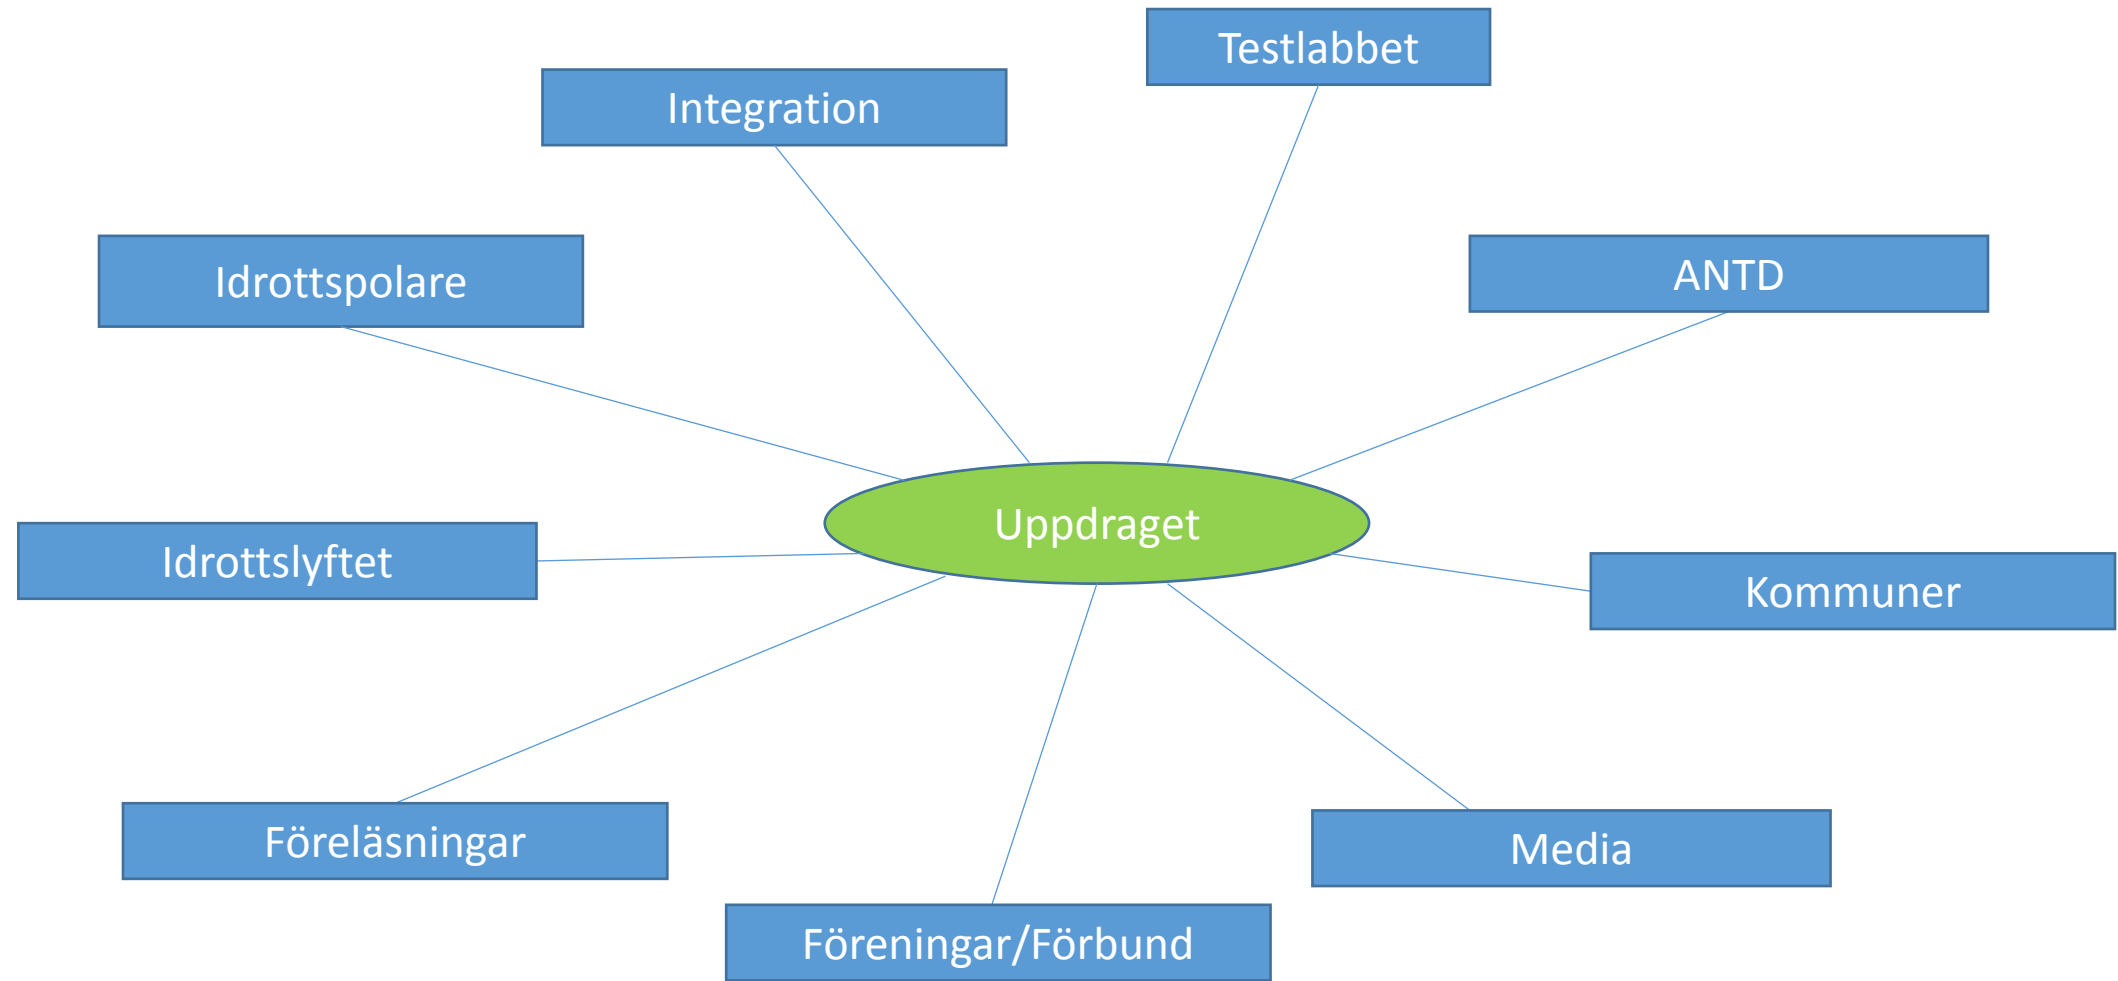 Testlabbet
Integration
Idrottspolare
ANTD
Uppdraget
Idrottslyftet
Kommuner
Föreläsningar
Media
Föreningar/Förbund